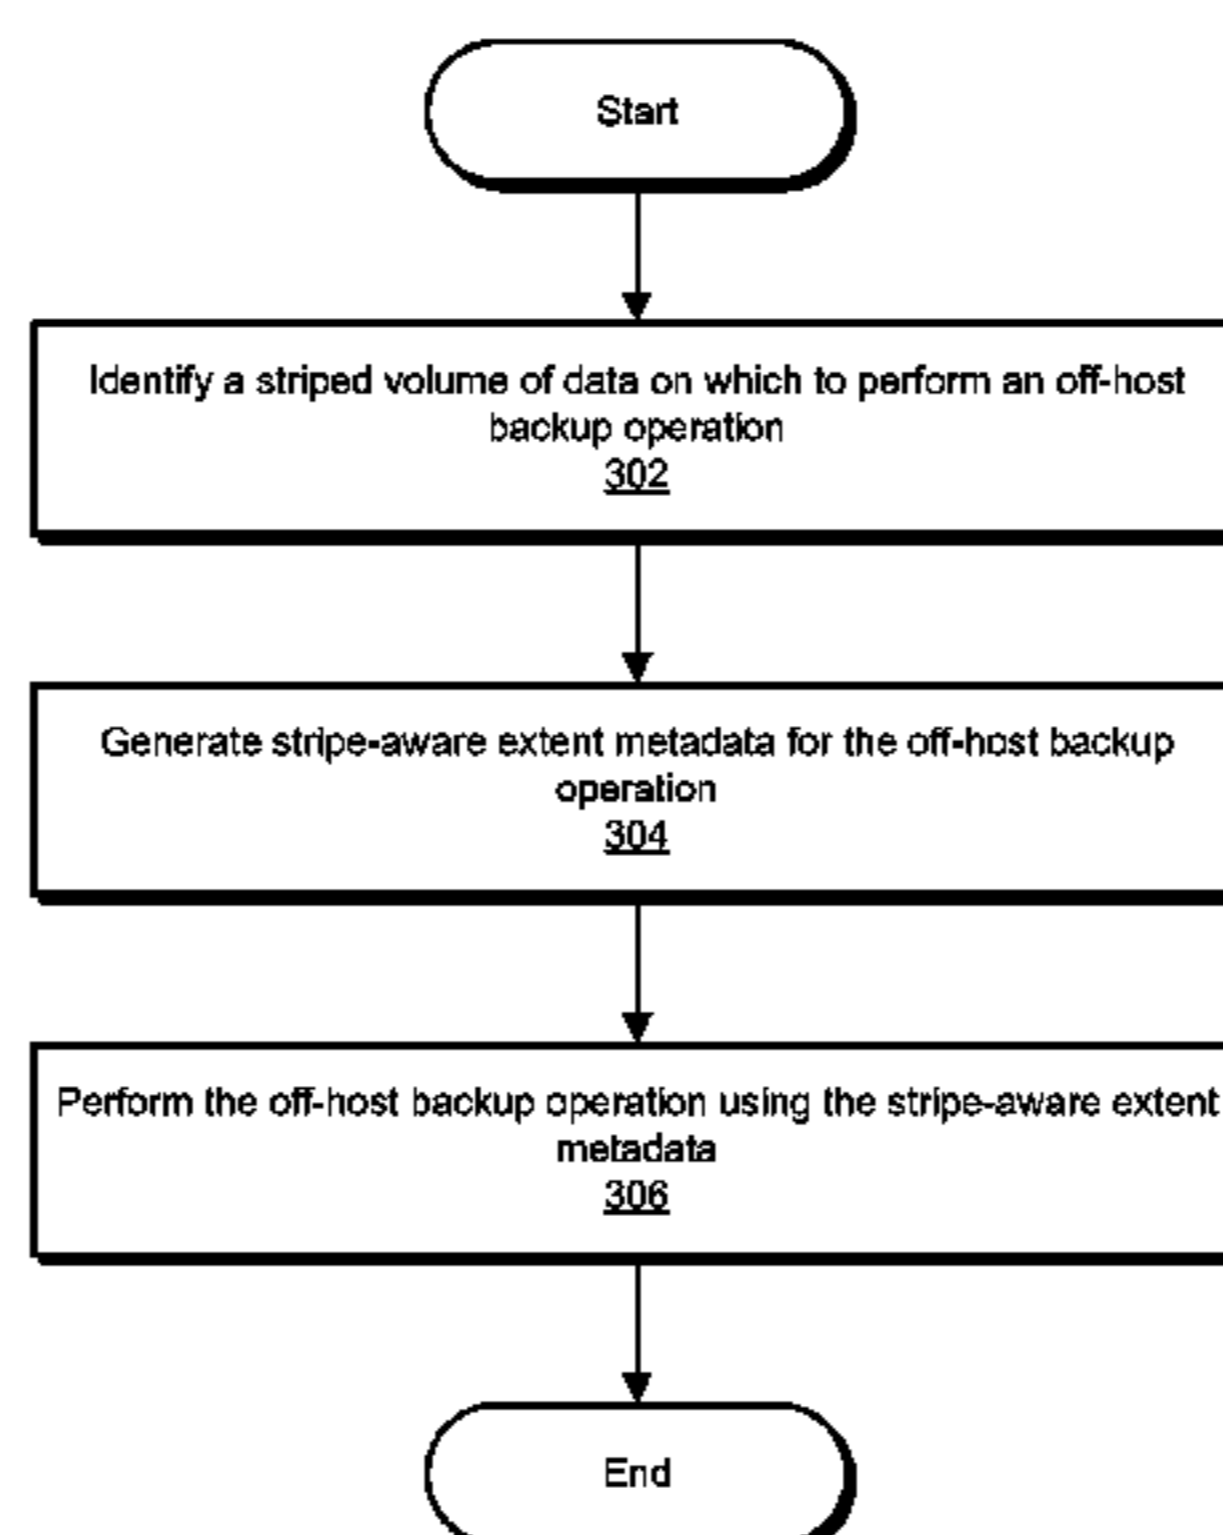 Start
Identify a striped volume of data on which to perform an off-host
backup operation
302
Generate stripe-aware extent metadata for the off-host backup
operation
304
Perform the off-host backup operation using the stripe-aware extent
metadata
306
End